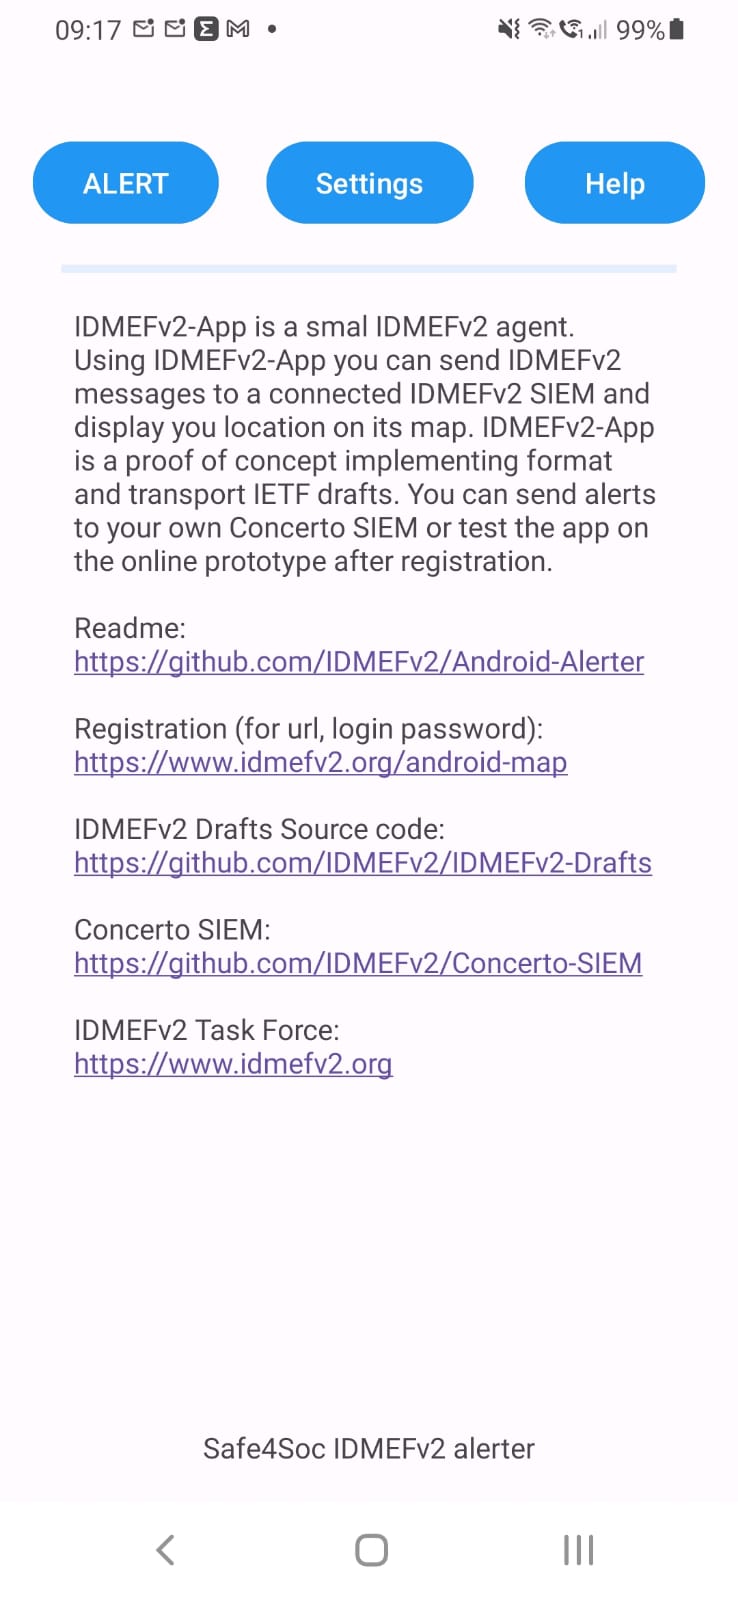 09:17
99%
ALERT
Settings
Help
IDMEFv2-App is a smal IDMEFv2 agent.
Using IDMEFv2-App you can send IDMEFv2
messages to a connected IDMEFv2 SIEM and
display you location on its map. IDMEFv2-App
is a proof of concept implementing format
and transport IETF drafts. You can send alerts
to your own Concerto SIEM or test the app on
the online prototype after registration.
Readme:
https://github.com/IDMEFv2/Android-Alerter
Registration (for url, login password):
https://www.idmefv2.org/android-map
IDMEFv2 Drafts Source code:
https://github.com/IDMEFv2/IDMEFv2-Drafts
Concerto SIEM:
https://github.com/IDMEFv2/Concerto-SIEM
IDMEFv2 Task Force:
https://www.idmefv2.org
Safe4Soc IDMEFv2 alerter